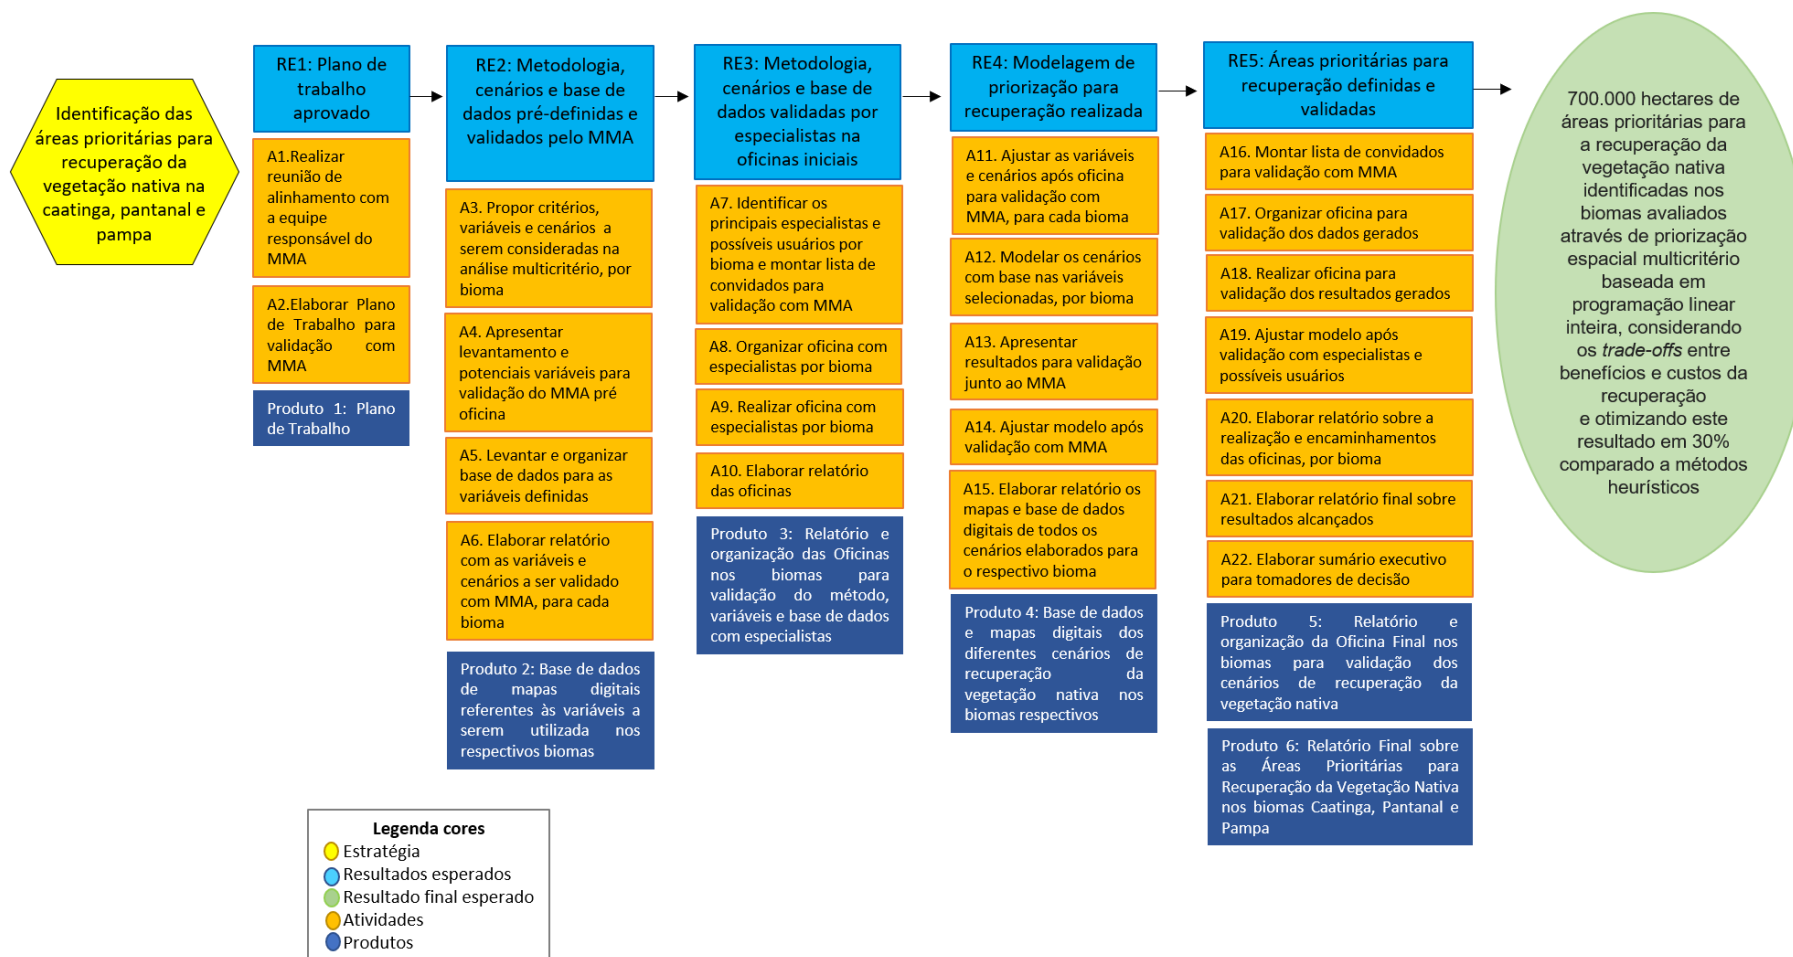 Identificação das
áreas prioritárias para
recuperação da
vegetação nativa na
caatinga, pantanal e
pampa
RE1: Plano de
trabalho
aprovado
A1.Realizar
reunião de
alinhamento com
a equipe
responsável do
MMA
A2.Elaborar Plano
de Trabalho para
validação com
MMA
Produto 1: Plano
de Trabalho
RE2: Metodologia,
cenários e base de
dados pré-definidas e
validados pelo MMA
A3. Propor critérios,
variáveis e cenários a
serem consideradas na
análise multicritério, por
bioma
A4. Apresentar
levantamento e
potenciais variáveis para
validação do MMA pré
oficina
A5. Levantar e organizar
base de dados para as
variáveis definidas
A6. Elaborar relatório
com as variáveis e
cenários a ser validado
com MMA, para cada
bioma
Produto 2: Base de dados
de mapas digitais
referentes às variáveis a
serem utilizada nos
respectivos biomas
RE3: Metodologia,
cenários e base de
dados validadas por
especialistas na
oficinas iniciais
A7. Identificar os
principais especialistas e
possíveis usuários por
bioma e montar lista de
convidados para
validação com MMA
A8. Organizar oficina com
especialistas por bioma
A9. Realizar oficina com
especialistas por bioma
A10. Elaborar relatório
das oficinas
Produto 3: Relatório e
organização das Oficinas
nos biomas para
validação do método,
variáveis e base de dados
com especialistas
RE4: Modelagem de
priorização para
recuperação realizada
A11. Ajustar as variáveis
e cenários após oficina
para validação com
MMA, para cada bioma
A12. Modelar os cenários
com base nas variáveis
selecionadas, por bioma
A13. Apresentar
resultados para validação
junto ao MMA
A14. Ajustar modelo após
validação com MMA
A15. Elaborar relatório os
mapas e base de dados
digitais de todos os
cenários elaborados para
o respectivo bioma
Produto 4: Base de dados
e mapas digitais dos
diferentes cenários de
recuperação da
vegetação nativa nos
biomas respectivos
RE5: Áreas prioritárias para
recuperação definidas e
validadas
A16. Montar lista de convidados
para validação com MMA
A17. Organizar oficina para
validação dos dados gerados
A18. Realizar oficina para
validação dos resultados gerados
A19. Ajustar modelo após
validação com especialistas e
possíveis usuários
A20. Elaborar relatório sobre a
realização e encaminhamentos
das oficinas, por bioma
A21. Elaborar relatório final sobre
resultados alcançados
A22. Elaborar sumário executivo
para tomadores de decisão
Produto 5: Relatório e
organização da Oficina Final nos
biomas para validação dos
cenários de recuperação da
vegetação nativa
Produto 6: Relatório Final sobre
as Áreas Prioritárias para
Recuperação da Vegetação Nativa
nos biomas Caatinga, Pantanal e
Pampa
700.000 hectares de
áreas prioritárias para
a recuperação da
vegetação nativa
identificadas nos
biomas avaliados
através de priorização
espacial multicritério
baseada em
programação linear
inteira, considerando
os trade-offs entre
benefícios e custos da
recuperação
e otimizando este
resultado em 30%
comparado a métodos
heurísticos
Legenda cores
Estratégia
Resultados esperados
Resultado final esperado
Atividades
Produtos